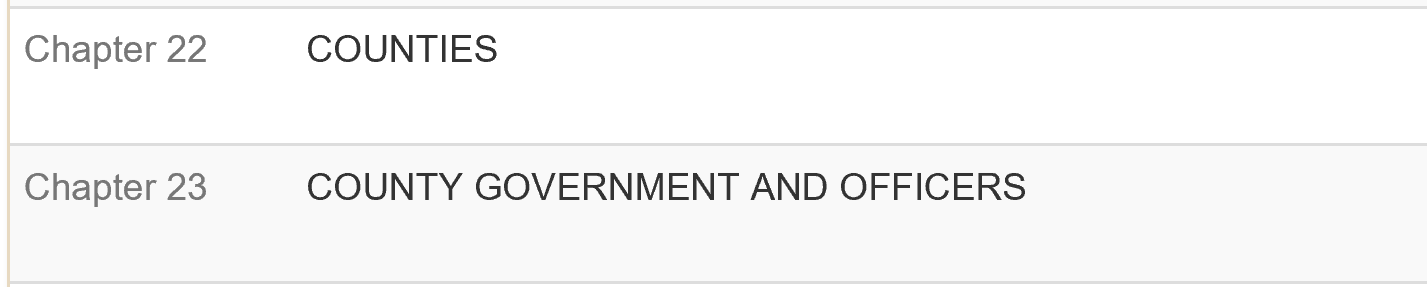 Chapter 22 COUNTIES
Chapter 23 COUNTY GOVERNMENT AND OFFICERS